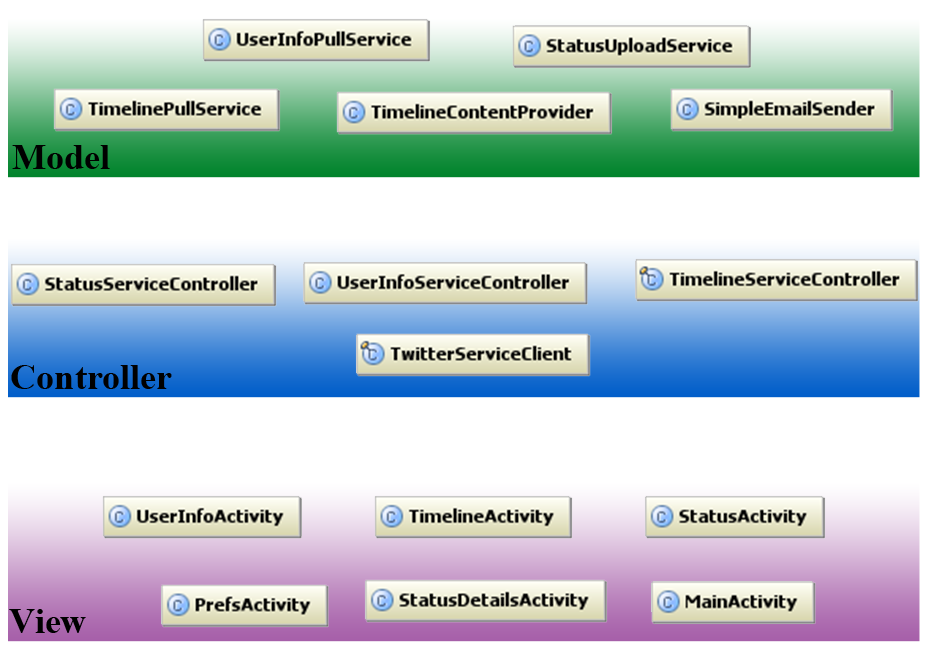 UserInfoPullService
StatusUploadService
TimelinePullService
TimelineContentProvider
SimpleEmailSender
Model
StatusServiceController
UserInfoServiceController
TimelineServiceController
TwitterServiceClient
Controller
UserInfoActivity
TimelineActivity
StatusActivity
PrefsActivity
StatusDetailsActivity
MainActivity
View